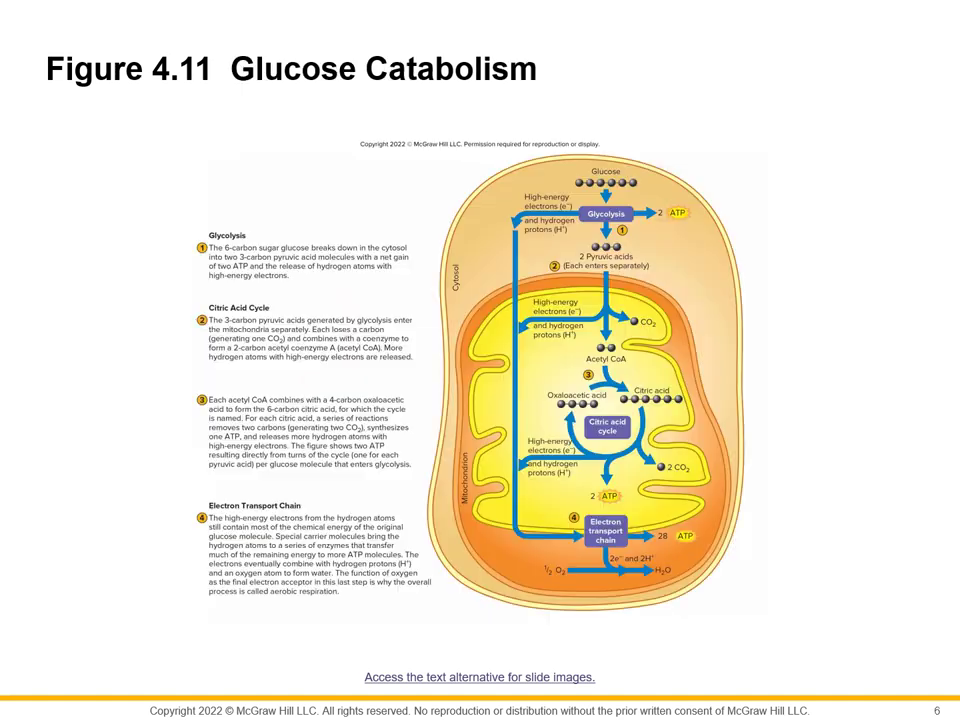 Figure 4.11 Glucose Catabolism
Copyright 2022 © McGraw Hill LLC. Permission required for reproduction or display.
Glycolysis
1 The 6-carbon sugar glucose breaks down in the cytosol
into two 3-carbon pyruvic acid molecules with a net gain
of two ATP and the release of hydrogen atoms with
high-energy electrons.
Citric Acid Cycle
2 The 3-carbon pyruvic acids generated by glycolysis enter
the mitochondria separately. Each loses a carbon
(generating one CO₂) and combines with a coenzyme to
form a 2-carbon acetyl coenzyme A (acetyl CoA). More
hydrogen atoms with high-energy electrons are released.
3 Each acetyl CoA combines with a 4-carbon oxaloacetic
acid to form the 6-carbon citric acid, for which the cycle
is named. For each citric acid, a series of reactions
removes two carbons (generating two CO₂), synthesizes
one ATP, and releases more hydrogen atoms with
high-energy electrons. The figure shows two ATP
resulting directly from turns of the cycle (one for each
pyruvic acid) per glucose molecule that enters glycolysis.
Electron Transport Chain
4 The high-energy electrons from the hydrogen atoms
still contain most of the chemical energy of the original
glucose molecule. Special carrier molecules bring the
hydrogen atoms to a series of enzymes that transfer
much of the remaining energy to more ATP molecules. The
electrons eventually combine with hydrogen protons (H⁺)
and an oxygen atom to form water. The function of oxygen
as the final electron acceptor in this last step is why the overall
process is called aerobic respiration.
Glucose
High-energy
electrons (e⁻)
and hydrogen
protons (H⁺)
Glycolysis
2 ATP
1
2 Pyruvic acids
2 (Each enters separately)
Cytosol
High-energy
electrons (e⁻)
and hydrogen
protons (H⁺)
CO₂
Acetyl CoA
3
Oxaloacetic acid
Citric acid
Citric acid
cycle
High-energy
electrons (e⁻)
and hydrogen
protons (H⁺)
2 CO₂
Mitochondrion
2 ATP
4
Electron
transport
chain
28 ATP
2e⁻ and 2H⁺
1/2 O₂
H₂O
Access the text alternative for slide images.
Copyright 2022 © McGraw Hill LLC. All rights reserved. No reproduction or distribution without the prior written consent of McGraw Hill LLC.
6